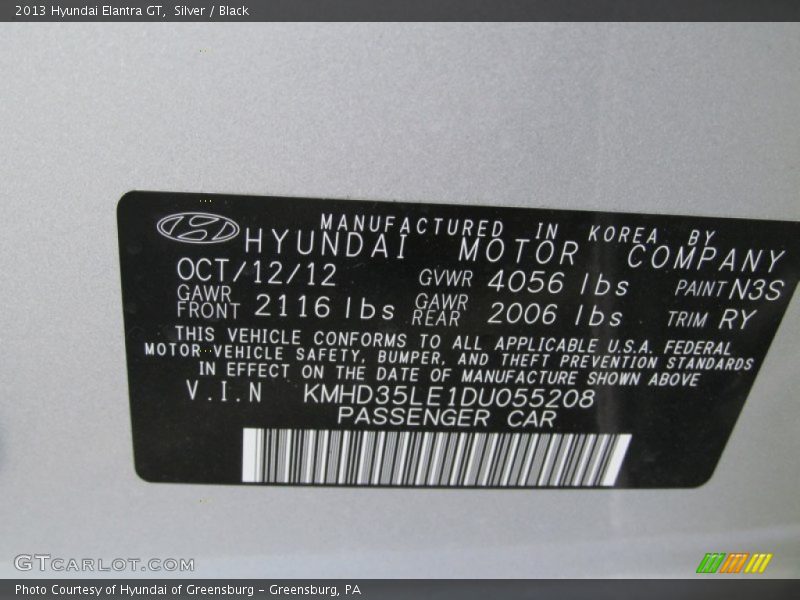 2013 Hyundai Elantra GT, Silver / Black
MANUFACTURED IN KOREA BY
HYUNDAI MOTOR COMPANY
OCT/12/12 GVWR 4056 lbs PAINT N3S
GAWR FRONT 2116 lbs GAWR REAR 2006 lbs TRIM RY
THIS VEHICLE CONFORMS TO ALL APPLICABLE U.S.A. FEDERAL
MOTOR VEHICLE SAFETY, BUMPER, AND THEFT PREVENTION STANDARDS
IN EFFECT ON THE DATE OF MANUFACTURE SHOWN ABOVE
V.I.N KMHD35LE1DU055208
PASSENGER CAR
GTCARLOT.COM
Photo Courtesy of Hyundai of Greensburg - Greensburg, PA